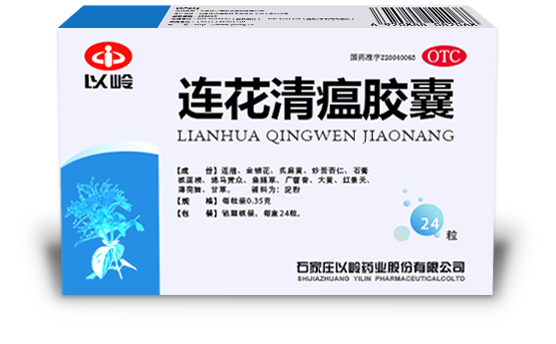 国药准字Z20040063
OTC
以岭
连花清瘟胶囊
LIANHUA QINGWEN JIAONANG
【成 份】连翘、金银花、炙麻黄、炒苦杏仁、石膏
板蓝根、绵马贯众、鱼腥草、广藿香、大黄、红景天、
薄荷脑、甘草。 辅料为:淀粉
【规 格】每粒装0.35克
【包 装】铝塑板装，每盒24粒。
24粒
石家庄以岭药业股份有限公司
SHIJIAZHUANG YILIN PHARMACEUTICALCOLTD